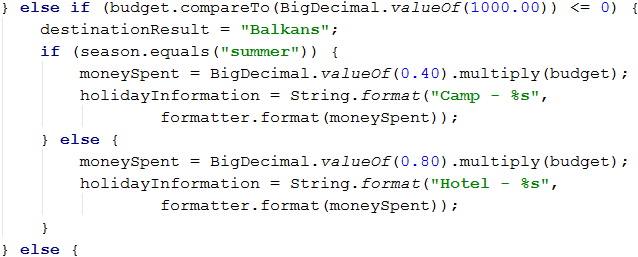 } else if (budget.compareTo(BigDecimal.valueOf(1000.00)) <= 0) {
    destinationResult = "Balkans";
    if (season.equals("summer")) {
        moneySpent = BigDecimal.valueOf(0.40).multiply(budget);
        holidayInformation = String.format("Camp - %s",
                formatter.format(moneySpent));
    } else {
        moneySpent = BigDecimal.valueOf(0.80).multiply(budget);
        holidayInformation = String.format("Hotel - %s",
                formatter.format(moneySpent));
    }
} else {